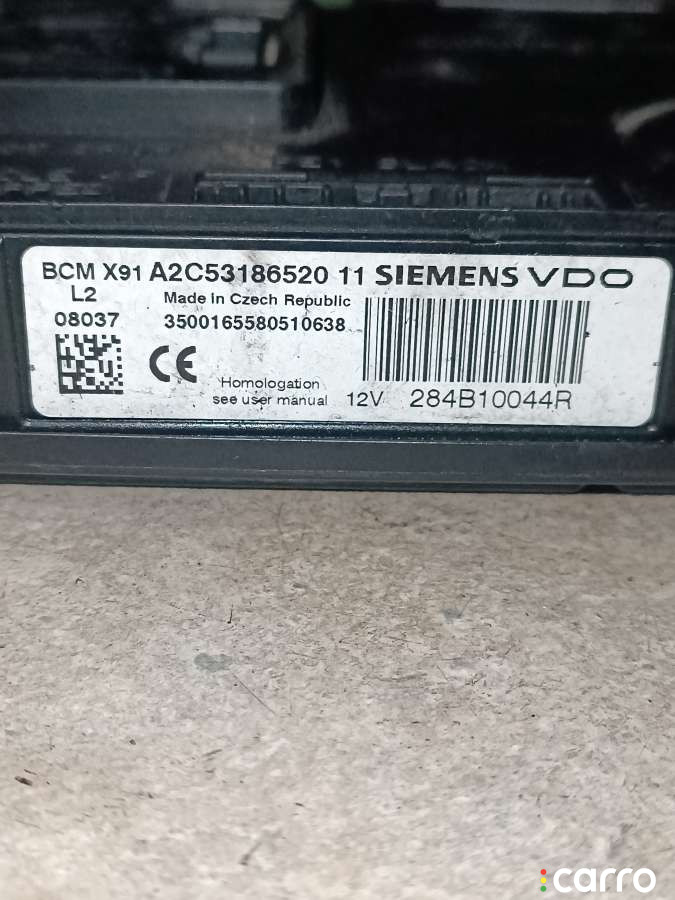 BCM X91 A2C53186520 11 SIEMENS VDO
L2 Made in Czech Republic
08037 3500165580510638
CE
Homologation
see user manual 12V 284B10044R
carro